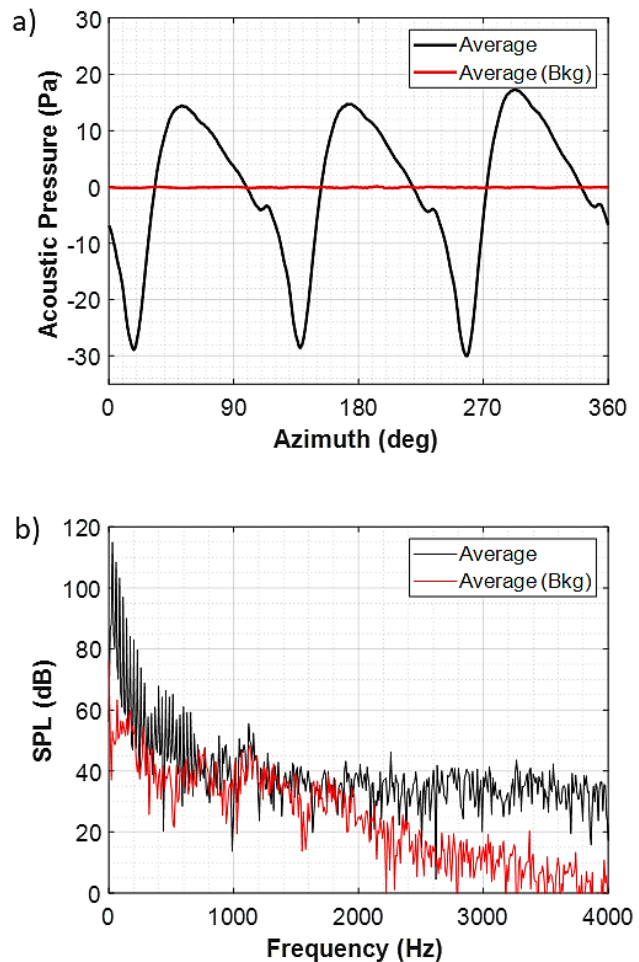 a)
Acoustic Pressure (Pa)
30
20
10
0
-10
-20
-30
Average
Average (Bkg)
0
90
180
270
360
Azimuth (deg)
b)
SPL (dB)
120
100
80
60
40
20
0
Average
Average (Bkg)
0
1000
2000
3000
4000
Frequency (Hz)